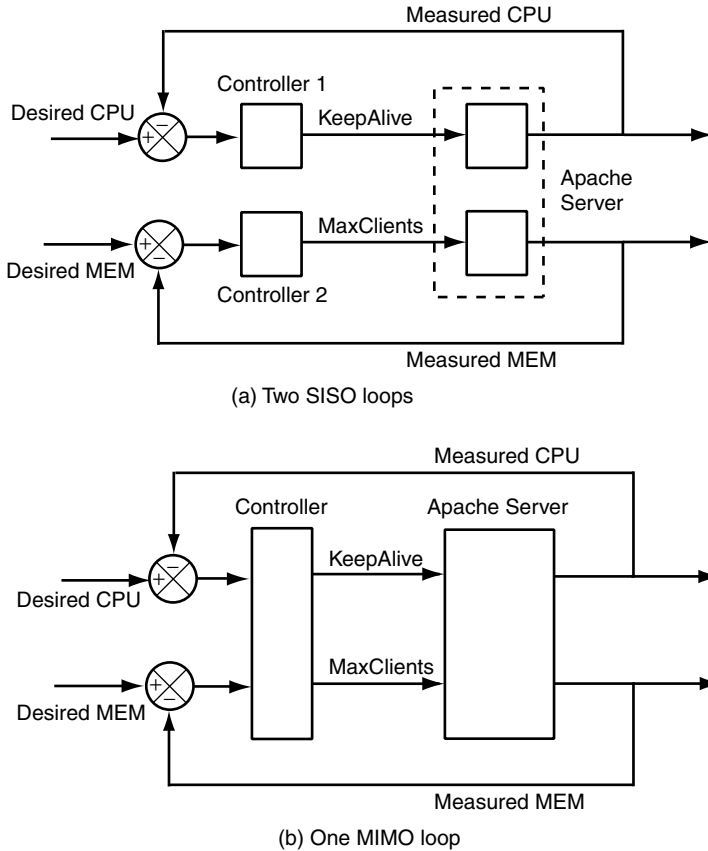 Measured CPU
Controller 1
Desired CPU
KeepAlive
+
−
Apache
Server
MaxClients
+
−
Desired MEM
Controller 2
Measured MEM
(a) Two SISO loops
Measured CPU
Controller
Apache Server
KeepAlive
+
−
Desired CPU
MaxClients
+
−
Desired MEM
Measured MEM
(b) One MIMO loop